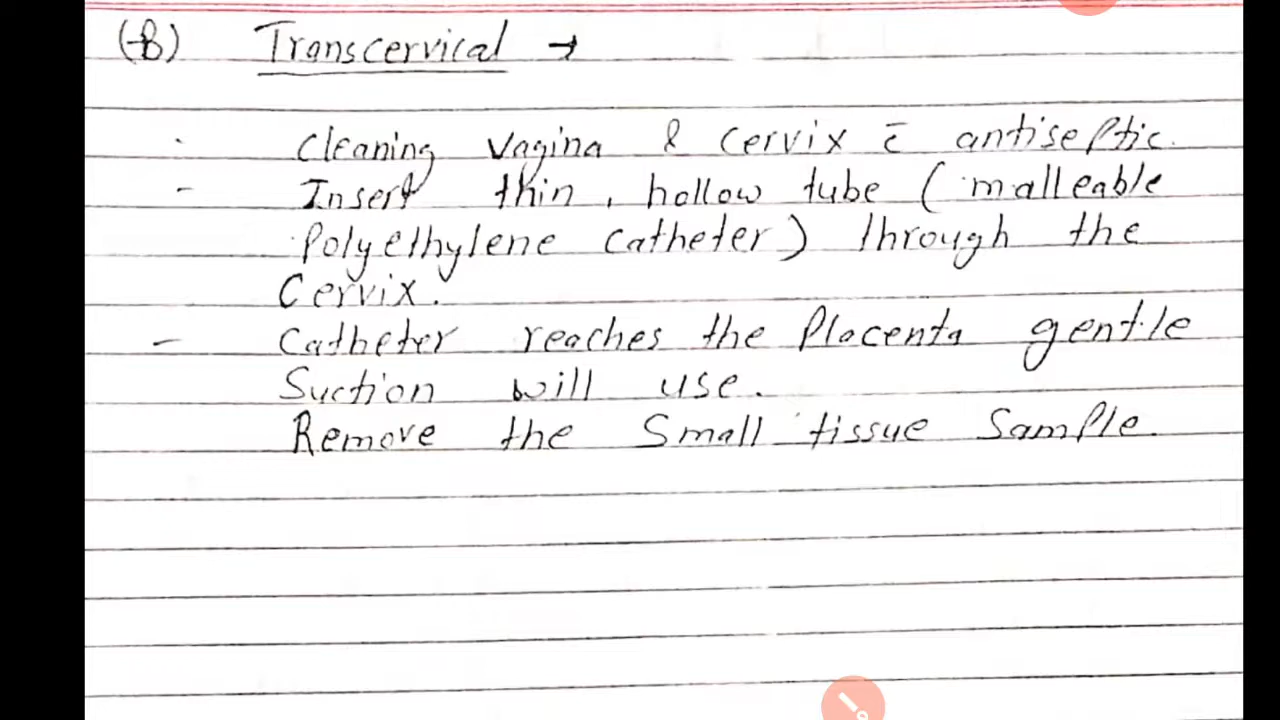 (B) Transcervical →
- Cleaning vagina & cervix c̄ antiseptic.
- Insert thin, hollow tube (malleable
Polyethylene catheter) through the
Cervix.
- Catheter reaches the Placenta gentle
Suction will use.
Remove the Small tissue Sample.